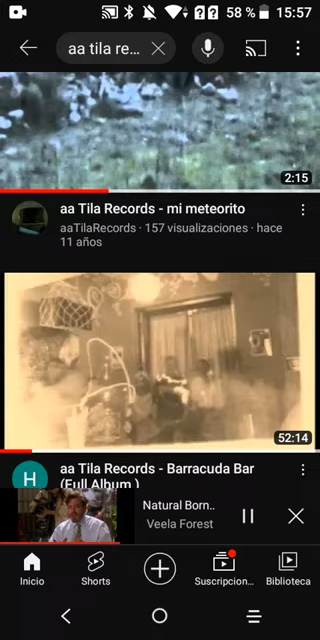 58 % 15:57
aa tila re...
2:15
aa Tila Records - mi meteorito
aaTilaRecords · 157 visualizaciones · hace
11 años
52:14
H
aa Tila Records - Barracuda Bar
(Full Album )
Natural Born..
Veela Forest
Inicio
Shorts
Suscripcion...
Biblioteca